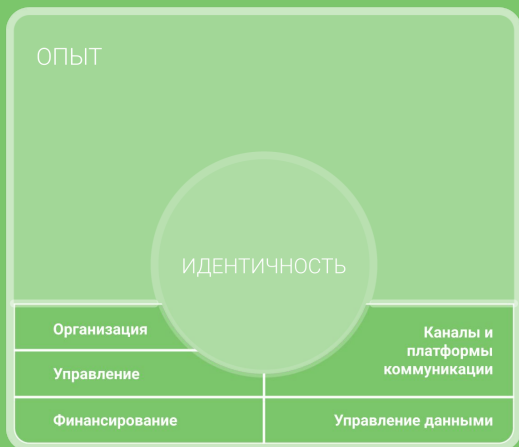 ОПЫТ
ИДЕНТИЧНОСТЬ
Организация
Управление
Финансирование
Каналы и
платформы
коммуникации
Управление данными